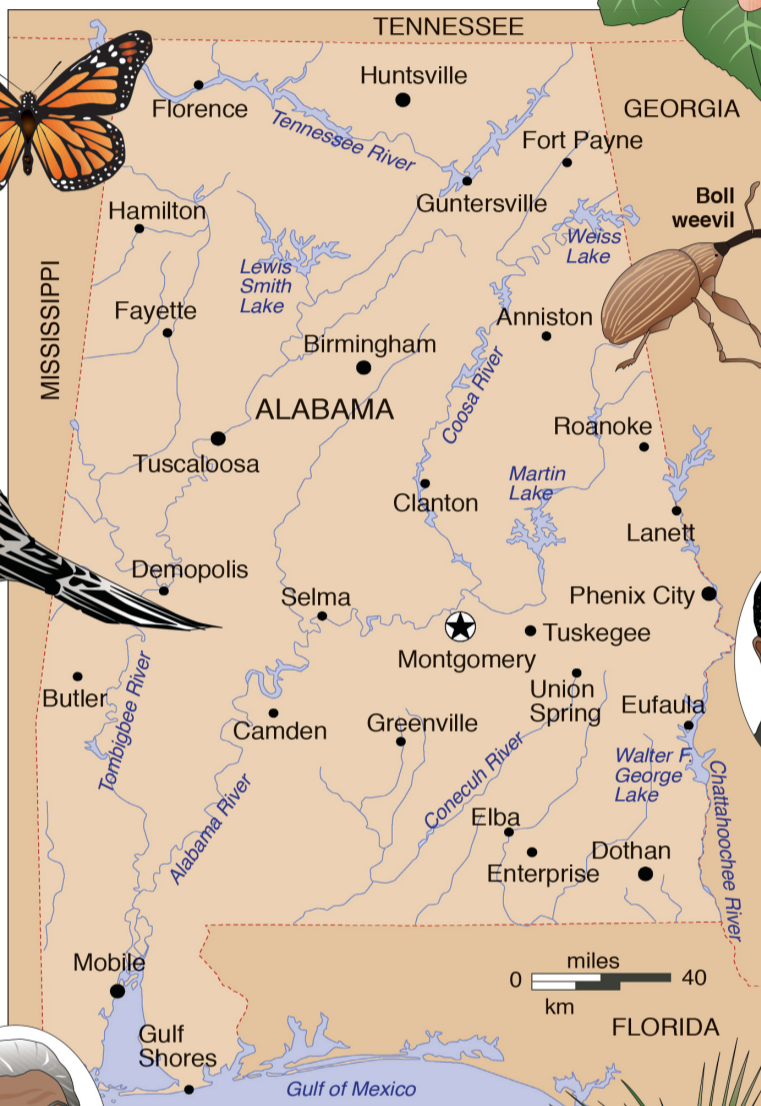 TENNESSEE
Huntsville
Florence
GEORGIA
Tennessee River
Fort Payne
Guntersville
Boll
weevil
Hamilton
Weiss
Lake
Lewis
Smith
Lake
MISSISSIPPI
Fayette
Anniston
Birmingham
Coosa River
ALABAMA
Roanoke
Tuscaloosa
Martin
Lake
Clanton
Lanett
Demopolis
Selma
Phenix City
Tuskegee
Montgomery
Butler
Tombigbee River
Union
Spring
Eufaula
Camden
Greenville
Conecuh River
Walter F.
George
Lake
Chattahoochee River
Alabama River
Elba
Enterprise
Dothan
Mobile
miles
0
40
km
Gulf
Shores
FLORIDA
Gulf of Mexico